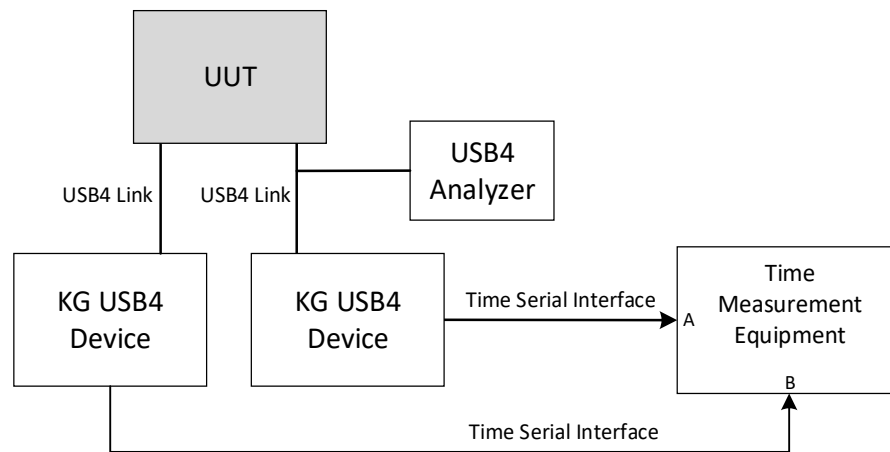 UUT
USB4
Analyzer
USB4 Link
USB4 Link
KG USB4
Device
KG USB4
Device
Time Serial Interface
A
Time
Measurement
Equipment
B
Time Serial Interface